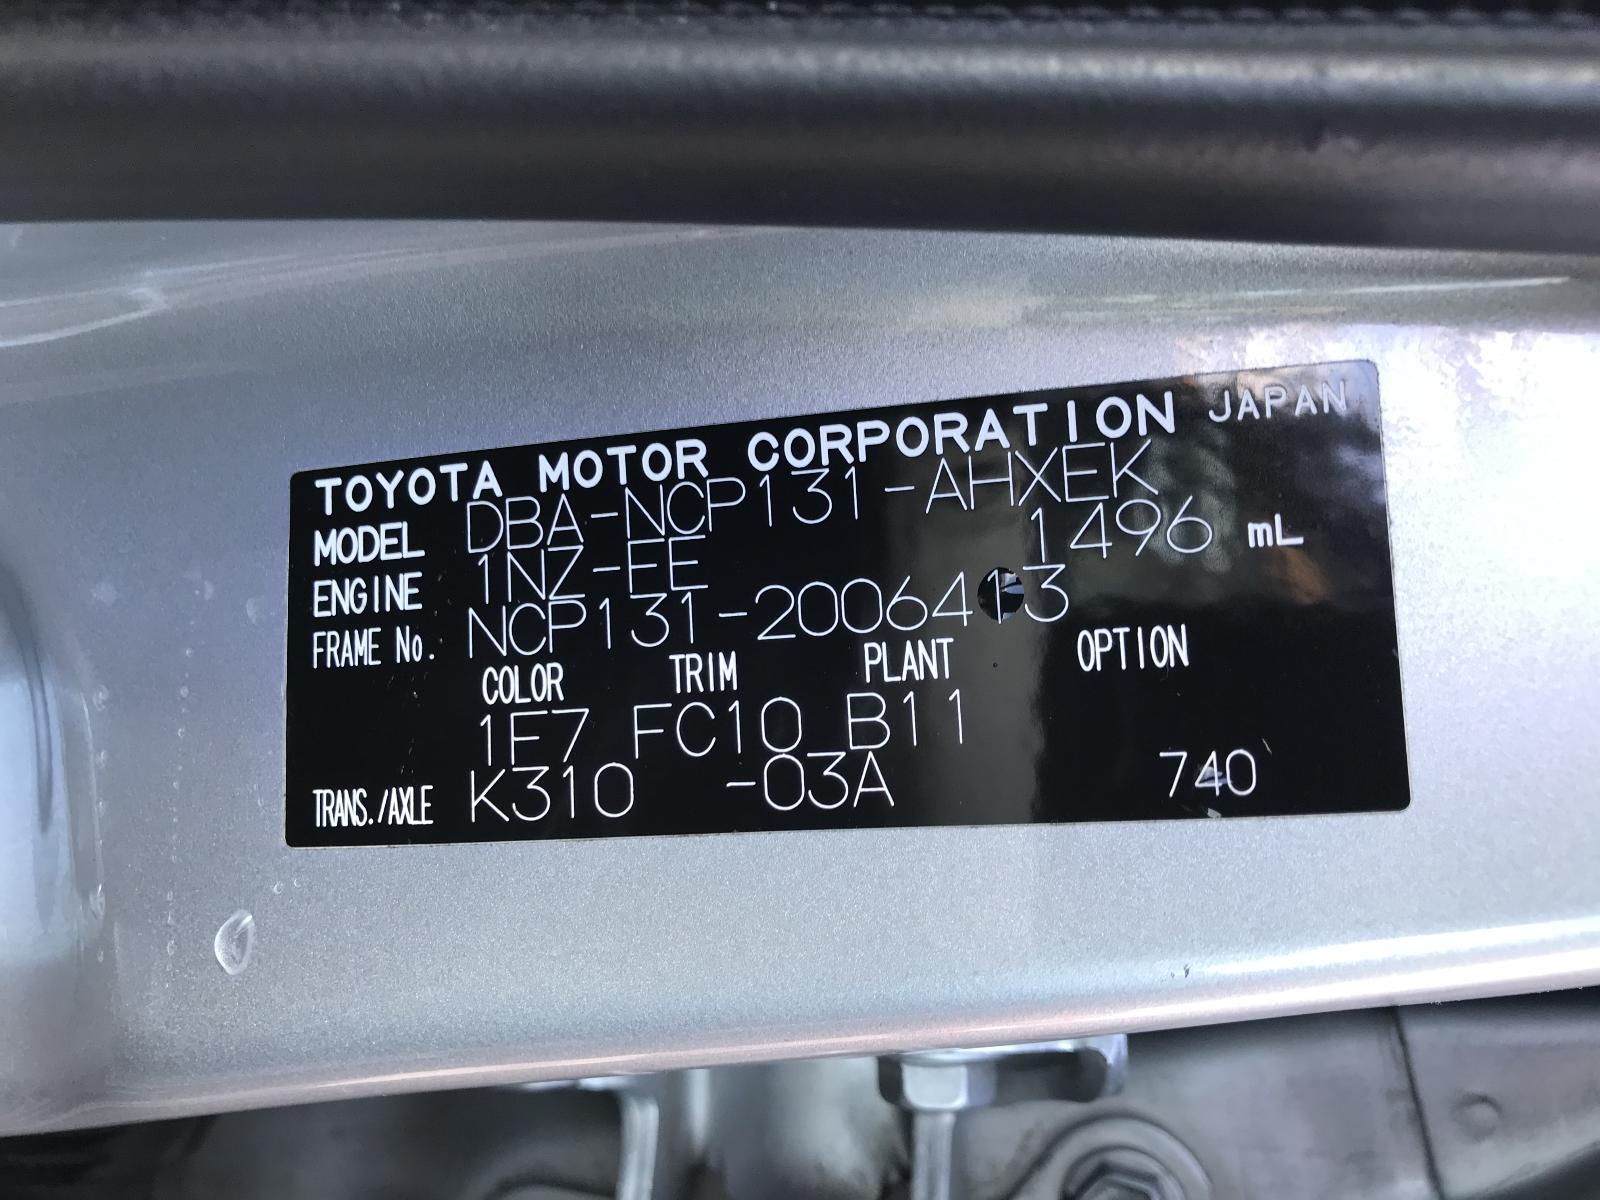 TOYOTA MOTOR CORPORATION JAPAN
MODEL DBA-NCP131-AHXEK
ENGINE 1NZ-FE 1496 mL
FRAME No. NCP131-2006413
COLOR TRIM PLANT OPTION
1F7 FC10 B11
TRANS./AXLE K310 -03A 740